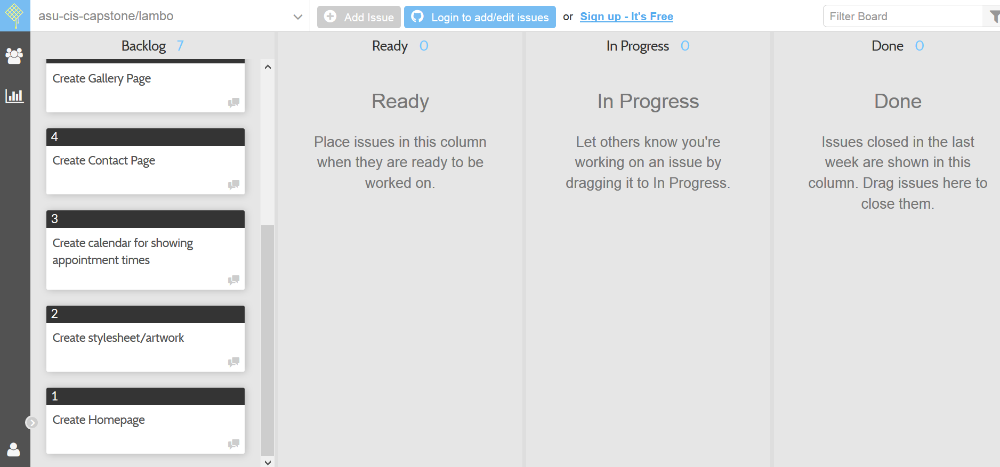 asu-cis-capstone/lambo
Add Issue
Login to add/edit issues
or
Sign up - It's Free
Filter Board
Backlog 7
Create Gallery Page
4
Create Contact Page
3
Create calendar for showing
appointment times
2
Create stylesheet/artwork
1
Create Homepage
Ready 0
Ready
Place issues in this column
when they are ready to be
worked on.
In Progress 0
In Progress
Let others know you're
working on an issue by
dragging it to In Progress.
Done 0
Done
Issues closed in the last
week are shown in this
column. Drag issues here to
close them.